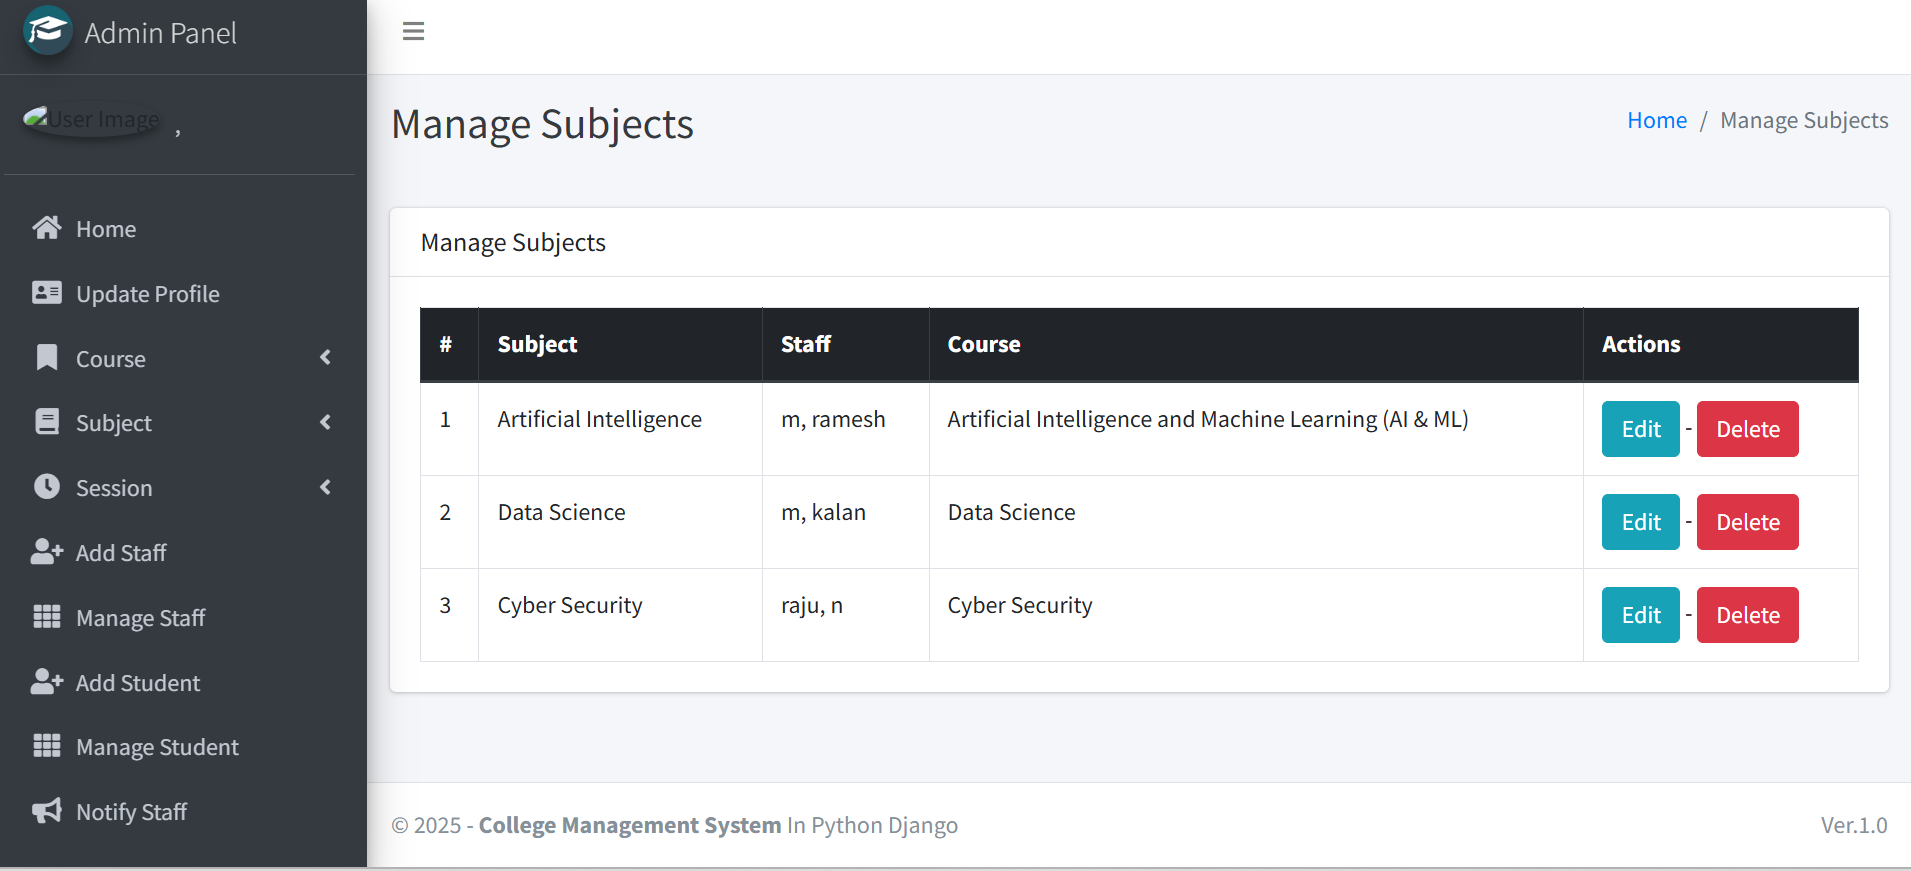 Admin Panel
User Image ,
Home
Update Profile
Course
Subject
Session
Add Staff
Manage Staff
Add Student
Manage Student
Notify Staff
Manage Subjects
Home / Manage Subjects
Manage Subjects
# Subject Staff Course Actions
1 Artificial Intelligence m, ramesh Artificial Intelligence and Machine Learning (AI & ML) Edit - Delete
2 Data Science m, kalan Data Science Edit - Delete
3 Cyber Security raju, n Cyber Security Edit - Delete
© 2025 - College Management System In Python Django Ver.1.0